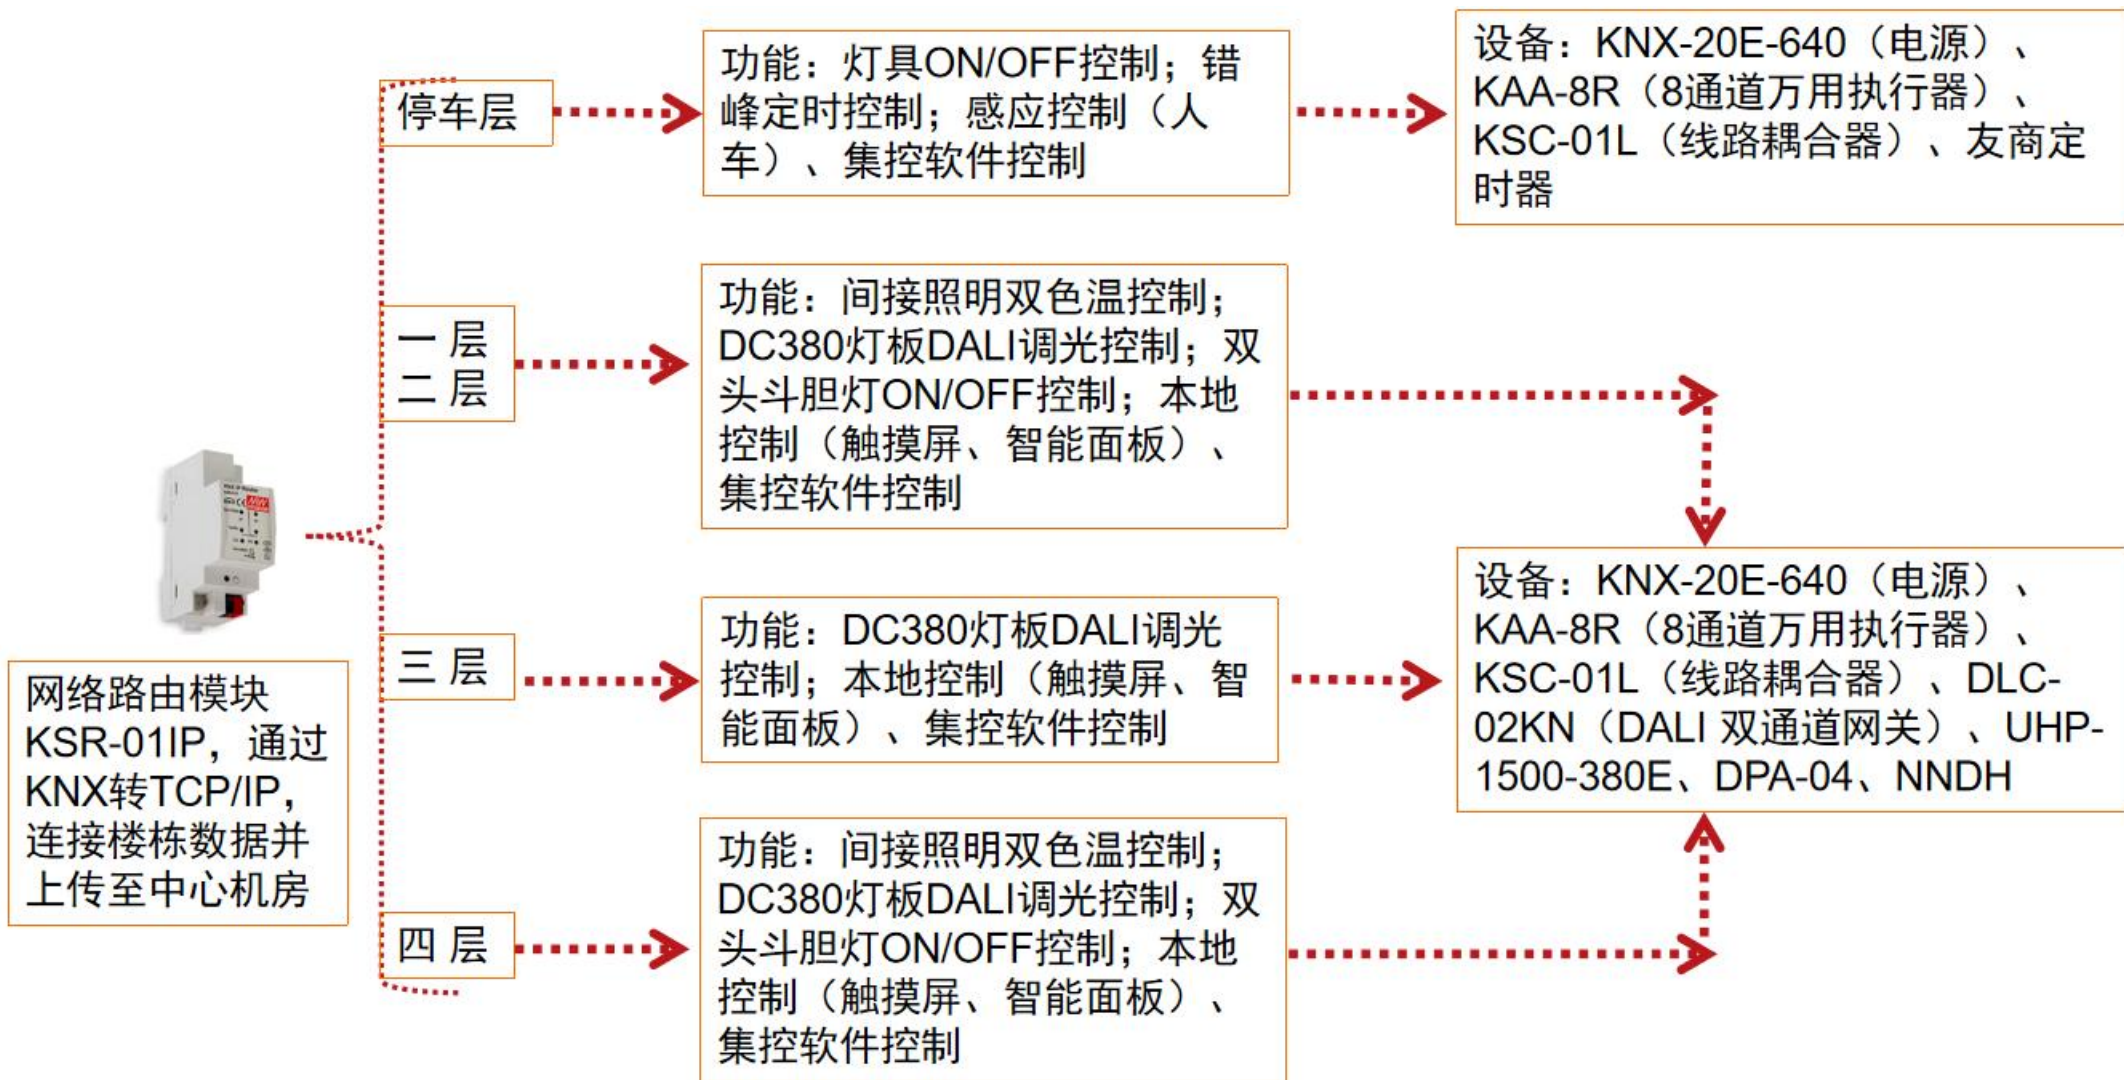 停车层
功能：灯具ON/OFF控制；错
峰定时控制；感应控制（人
车）、集控软件控制
设备：KNX-20E-640（电源）、
KAA-8R（8通道万用执行器）、
KSC-01L（线路耦合器）、友商定
时器
一 层
二 层
功能：间接照明双色温控制；
DC380灯板DALI调光控制；双
头斗胆灯ON/OFF控制；本地
控制（触摸屏、智能面板）、
集控软件控制
网络路由模块
KSR-01IP，通过
KNX转TCP/IP，
连接楼栋数据并
上传至中心机房
三 层
功能：DC380灯板DALI调光
控制；本地控制（触摸屏、智
能面板）、集控软件控制
设备：KNX-20E-640（电源）、
KAA-8R（8通道万用执行器）、
KSC-01L（线路耦合器）、DLC-
02KN（DALI 双通道网关）、UHP-
1500-380E、DPA-04、NNDH
四 层
功能：间接照明双色温控制；
DC380灯板DALI调光控制；双
头斗胆灯ON/OFF控制；本地
控制（触摸屏、智能面板）、
集控软件控制